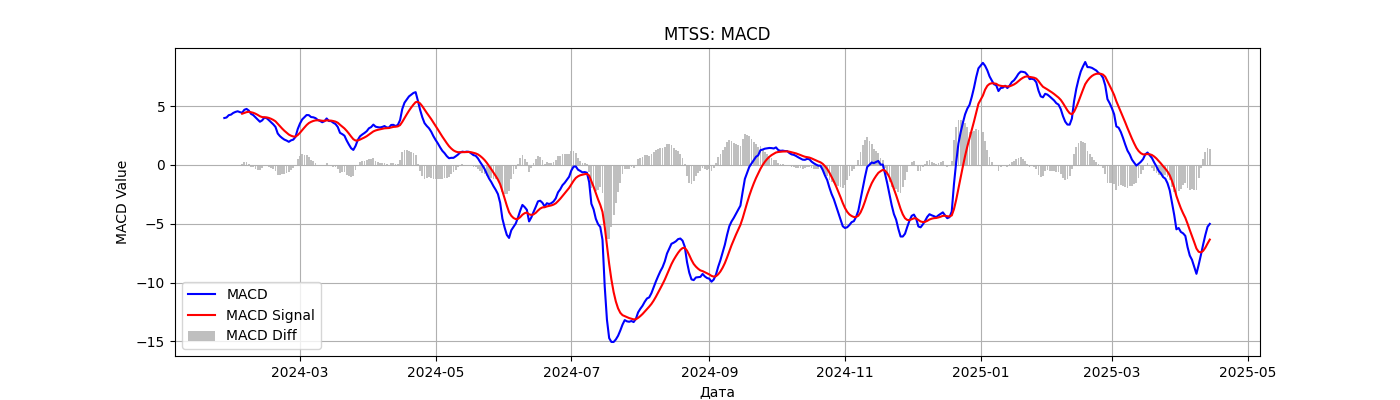 MTSS: MACD
MACD Value
5
0
−5
−10
−15
MACD
MACD Signal
MACD Diff
2024-03
2024-05
2024-07
2024-09
2024-11
2025-01
2025-03
2025-05
Дата